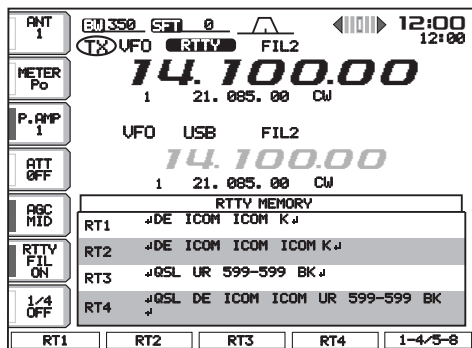 ANT
1
BW 350 SFT 0
12:00
12:00
TX VFO RTTY FIL2
METER
Po
14.100.00
1 21.085.00 CW
P.AMP
1
VFO USB FIL2
ATT
OFF
14.100.00
1 21.085.00 CW
AGC
MID
RTTY MEMORY
RT1 ↲DE ICOM ICOM K↲
RTTY
FIL
ON
RT2 ↲DE ICOM ICOM ICOM K↲
RT3 ↲QSL UR 599-599 BK↲
1/4
OFF
RT4 ↲QSL DE ICOM ICOM UR 599-599 BK
↲
RT1 RT2 RT3 RT4 1-4/5-8